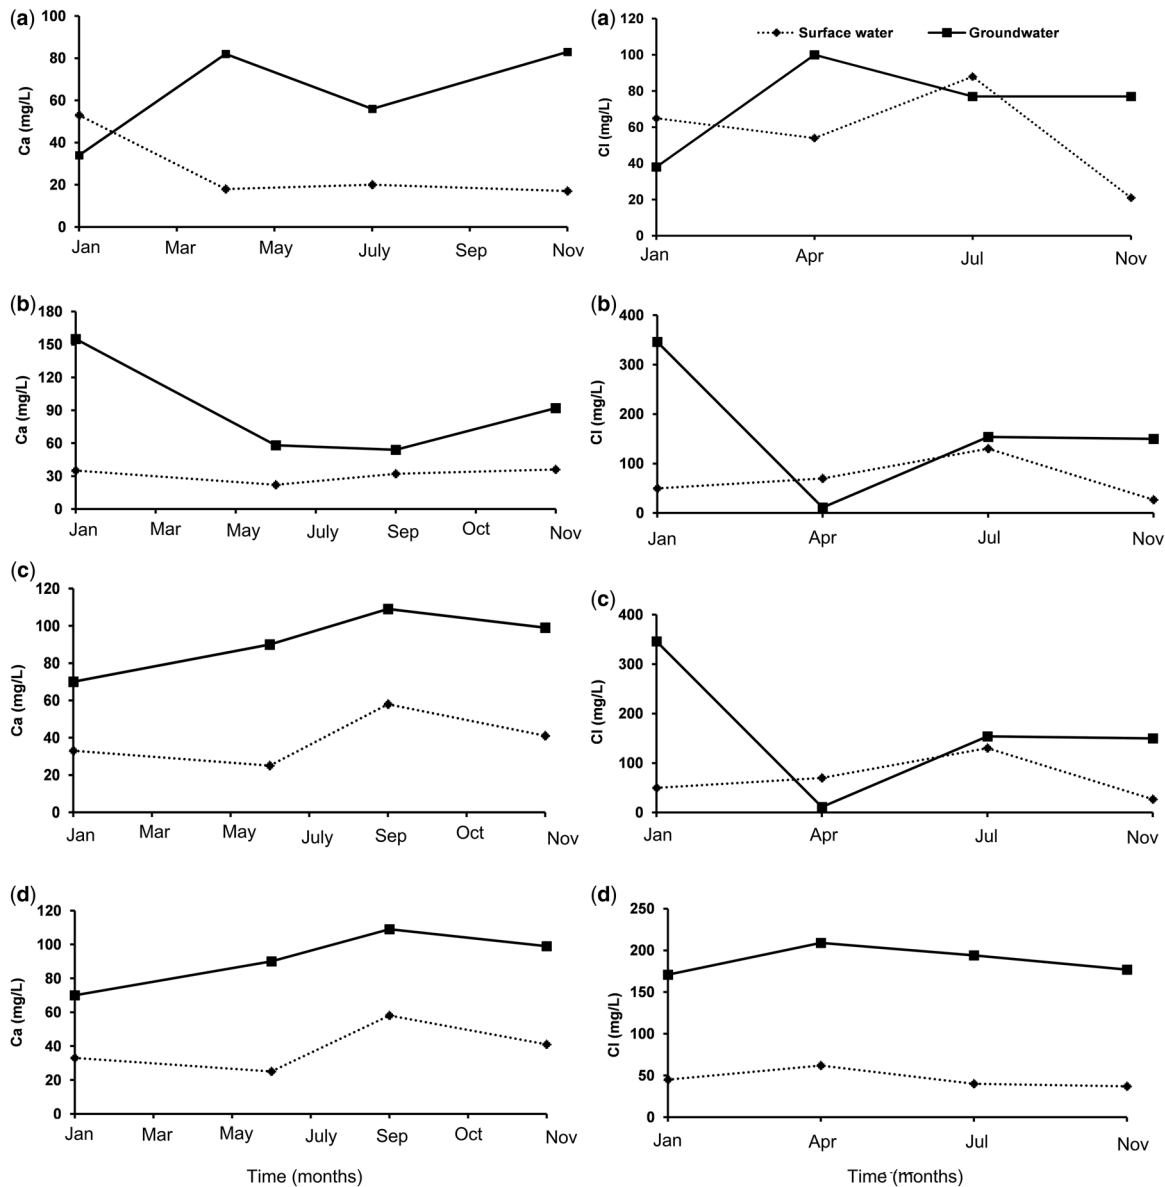 (a)
100
80
60
40
20
0
Ca (mg/L)
Jan Mar May July Sep Nov
(a)
120
100
80
60
40
20
0
Cl (mg/L)
Surface water Groundwater
Jan Apr Jul Nov
(b)
180
150
120
90
60
30
0
Ca (mg/L)
Jan Mar May July Sep Oct Nov
(b)
400
300
200
100
0
Cl (mg/L)
Jan Apr Jul Nov
(c)
120
100
80
60
40
20
0
Ca (mg/L)
Jan Mar May July Sep Oct Nov
(c)
400
300
200
100
0
Cl (mg/L)
Jan Apr Jul Nov
(d)
120
100
80
60
40
20
0
Ca (mg/L)
Jan Mar May July Sep Oct Nov
Time (months)
(d)
250
200
150
100
50
0
Cl (mg/L)
Jan Apr Jul Nov
Time (months)